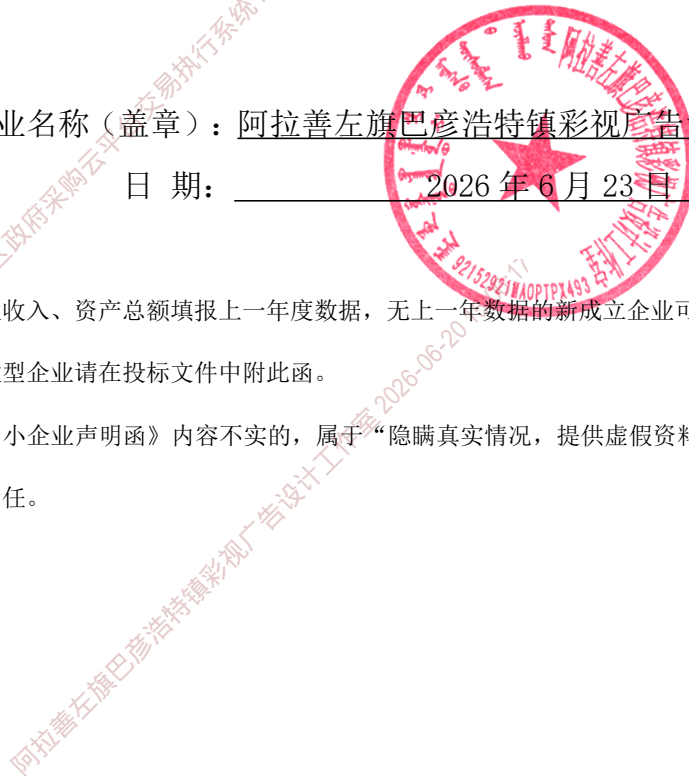 业名称（盖章）：阿拉善左旗巴彦浩特镇彩视广告
日 期： 2026 年 6 月 23 日
收入、资产总额填报上一年度数据，无上一年数据的新成立企业可
型企业请在投标文件中附此函。
小企业声明函》内容不实的，属于“隐瞒真实情况，提供虚假资料
任。
阿拉善左旗巴彦浩特镇彩视广告设计工作室
92152921MA0PTPX493
政府采购云平台交易执行系统
阿拉善左旗巴彦浩特镇彩视广告设计工作室 2026-06-20 :17